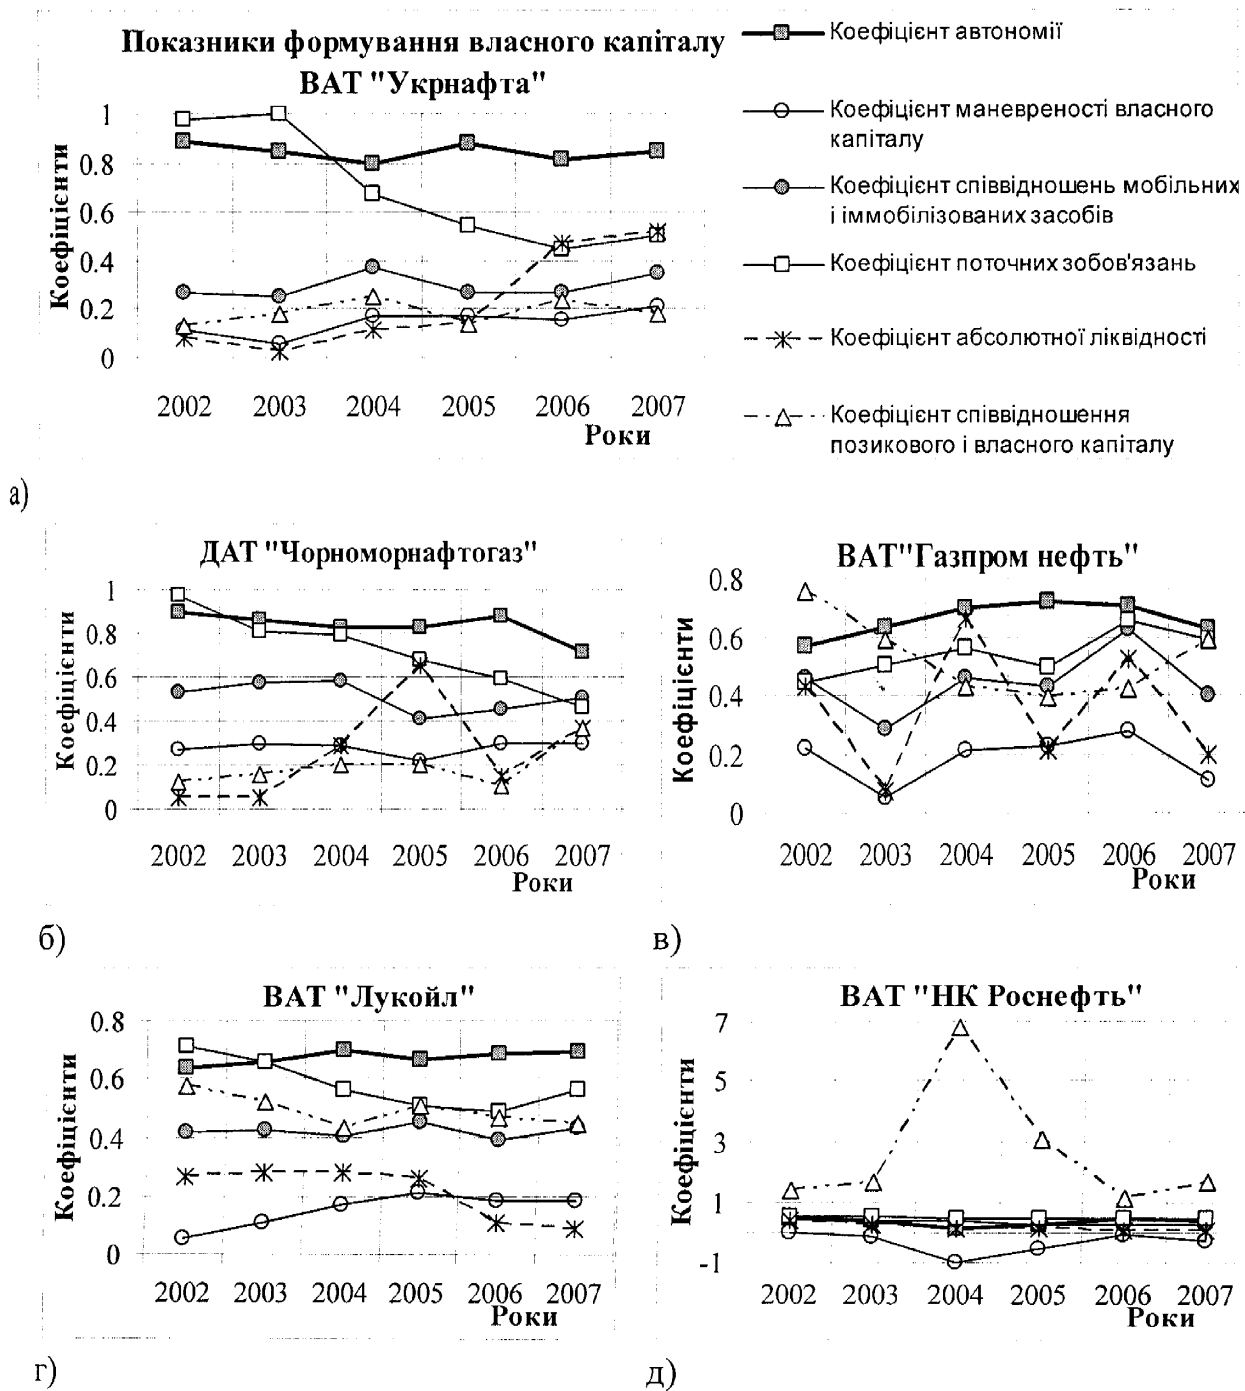 Показники формування власного капіталу
ВАТ "Укрнафта"
Коефіцієнти
1
0.8
0.6
0.4
0.2
0
2002 2003 2004 2005 2006 2007
Роки
Коефіцієнт автономії
Коефіцієнт маневреності власного
капіталу
Коефіцієнт співвідношень мобільних
і іммобілізованих засобів
Коефіцієнт поточних зобов'язань
Коефіцієнт абсолютної ліквідності
Коефіцієнт співвідношення
позикового і власного капіталу
а)
ДАТ "Чорноморнафтогаз"
Коефіцієнти
1
0.8
0.6
0.4
0.2
0
2002 2003 2004 2005 2006 2007
Роки
б)
ВАТ"Газпром нефть"
Коефіцієнти
0.8
0.6
0.4
0.2
0
2002 2003 2004 2005 2006 2007
Роки
в)
ВАТ "Лукойл"
Коефіцієнти
0.8
0.6
0.4
0.2
0
2002 2003 2004 2005 2006 2007
Роки
г)
ВАТ "НК Роснефть"
Коефіцієнти
7
5
3
1
-1
2002 2003 2004 2005 2006 2007
Роки
д)